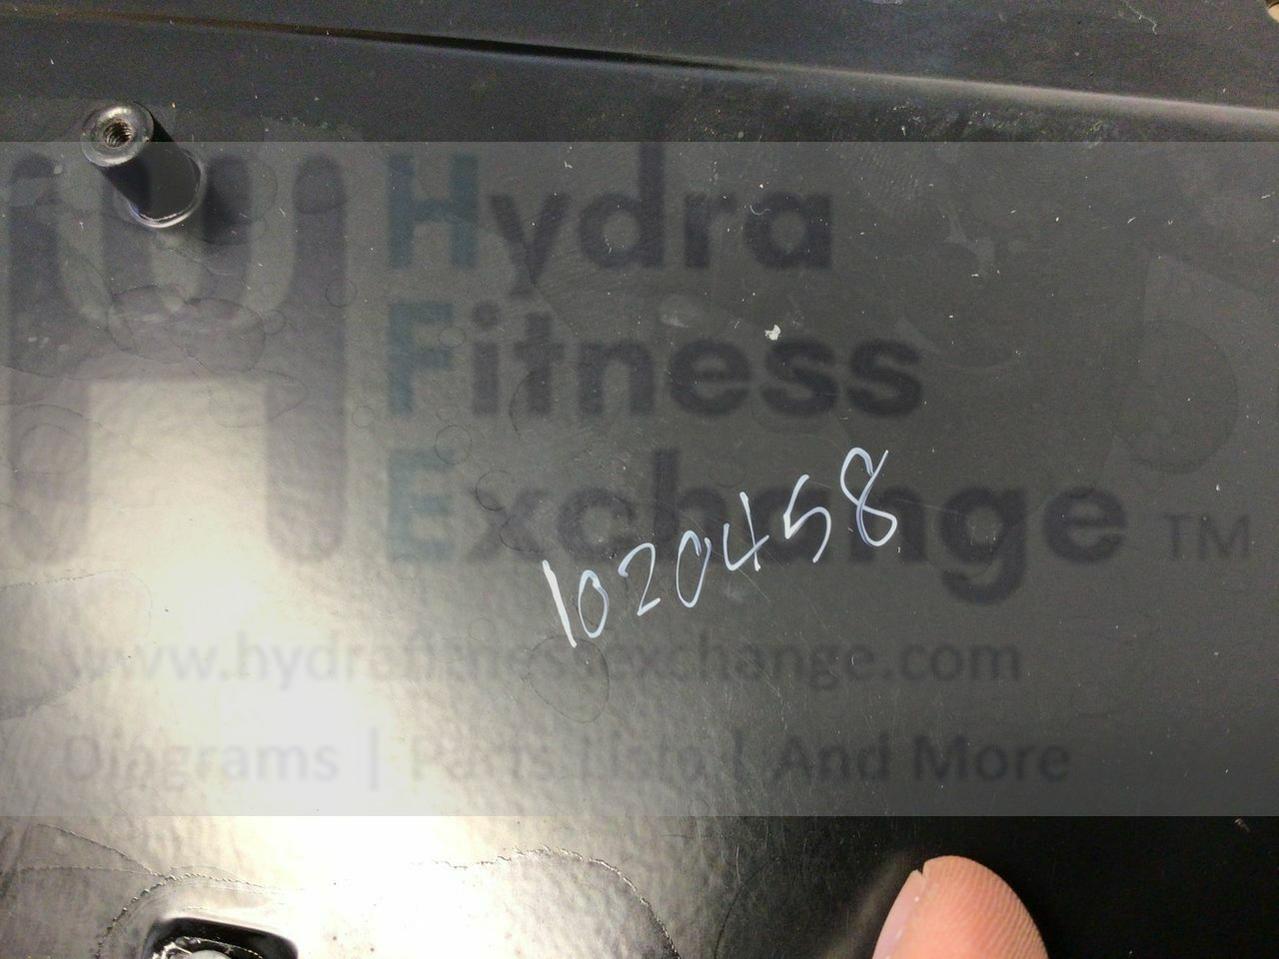 Hydra
Fitness
Exchange TM
1020458
www.hydrafitnessexchange.com
Diagrams | Parts Lists | And More